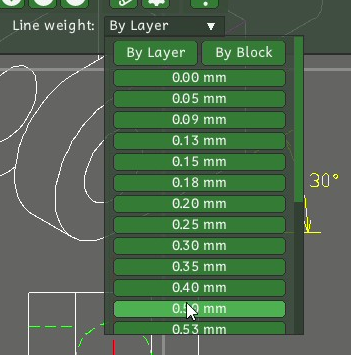 Line weight: By Layer
By Layer By Block
0.00 mm
0.05 mm
0.09 mm
0.13 mm
0.15 mm
0.18 mm
0.20 mm
0.25 mm
0.30 mm
0.35 mm
0.40 mm
0.50 mm
0.53 mm
30°